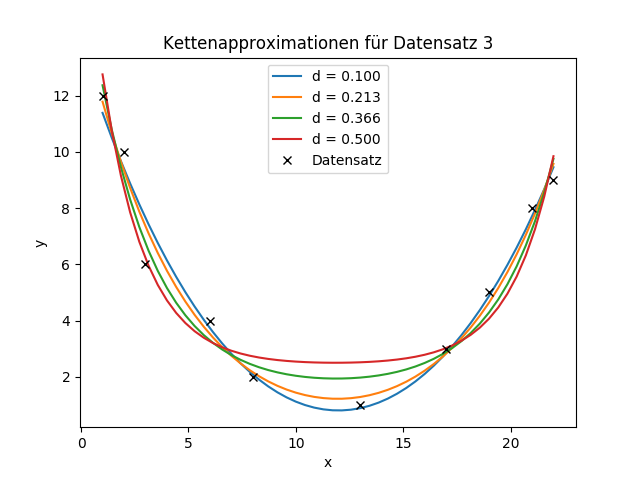 Kettenapproximationen für Datensatz 3
d = 0.100
d = 0.213
d = 0.366
d = 0.500
Datensatz
12
10
8
6
4
2
y
0 5 10 15 20
x